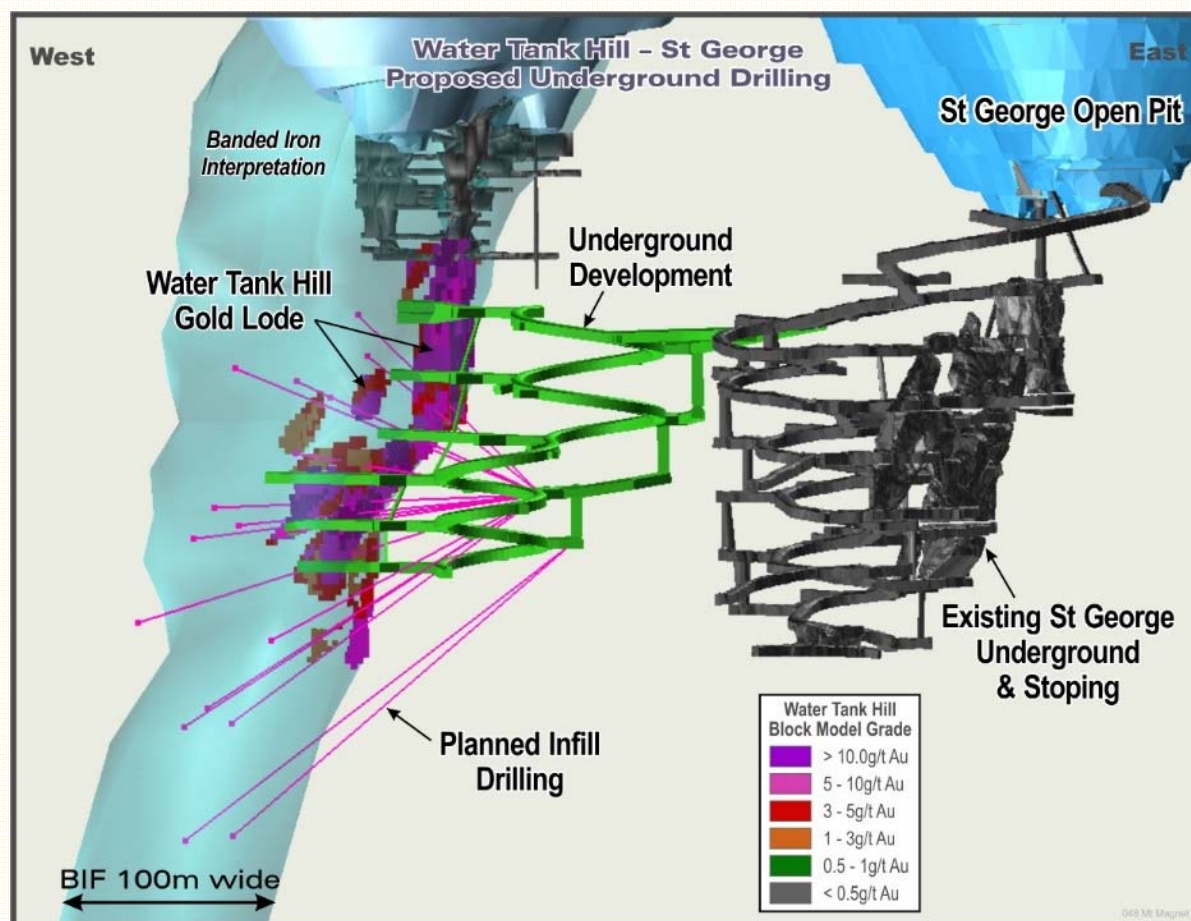 Water Tank Hill – St George
Proposed Underground Drilling
West
East
St George Open Pit
Banded Iron
Interpretation
Underground
Development
Water Tank Hill
Gold Lode
Existing St George
Underground
& Stoping
Planned Infill
Drilling
Water Tank Hill
Block Model Grade
> 10.0g/t Au
5 - 10g/t Au
3 - 5g/t Au
1 - 3g/t Au
0.5 - 1g/t Au
< 0.5g/t Au
BIF 100m wide
048 Mt Magnet